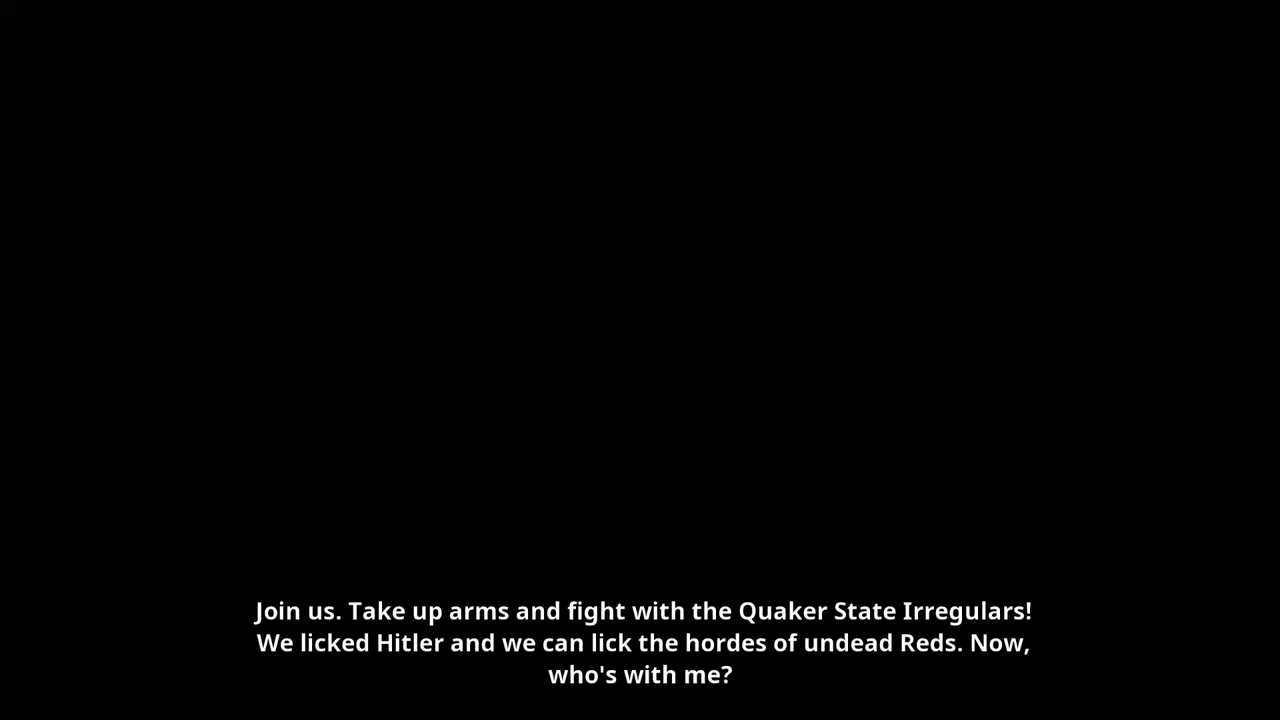 Join us. Take up arms and fight with the Quaker State Irregulars!
We licked Hitler and we can lick the hordes of undead Reds. Now,
who's with me?